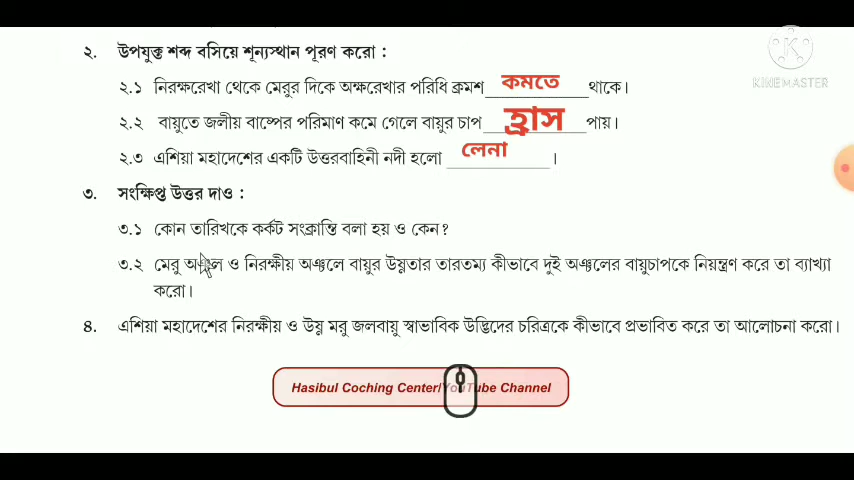 KINEMASTER
২. উপযুক্ত শব্দ বসিয়ে শূন্যস্থান পূরণ করো :
২.১ নিরক্ষরেখা থেকে মেরুর দিকে অক্ষরেখার পরিধি ক্রমশ কমতে থাকে।
২.২ বায়ুতে জলীয় বাষ্পের পরিমাণ কমে গেলে বায়ুর চাপ হ্রাস পায়।
২.৩ এশিয়া মহাদেশের একটি উত্তরবাহিনী নদী হলো লেনা ।
৩. সংক্ষিপ্ত উত্তর দাও :
৩.১ কোন তারিখকে কর্কট সংক্রান্তি বলা হয় ও কেন?
৩.২ মেরু অঞ্চল ও নিরক্ষীয় অঞ্চলে বায়ুর উষ্ণতার তারতম্য কীভাবে দুই অঞ্চলের বায়ুচাপকে নিয়ন্ত্রণ করে তা ব্যাখ্যা
করো।
৪. এশিয়া মহাদেশের নিরক্ষীয় ও উষ্ণ মরু জলবায়ু স্বাভাবিক উদ্ভিদের চরিত্রকে কীভাবে প্রভাবিত করে তা আলোচনা করো।
Hasibul Coching Center/YouTube Channel